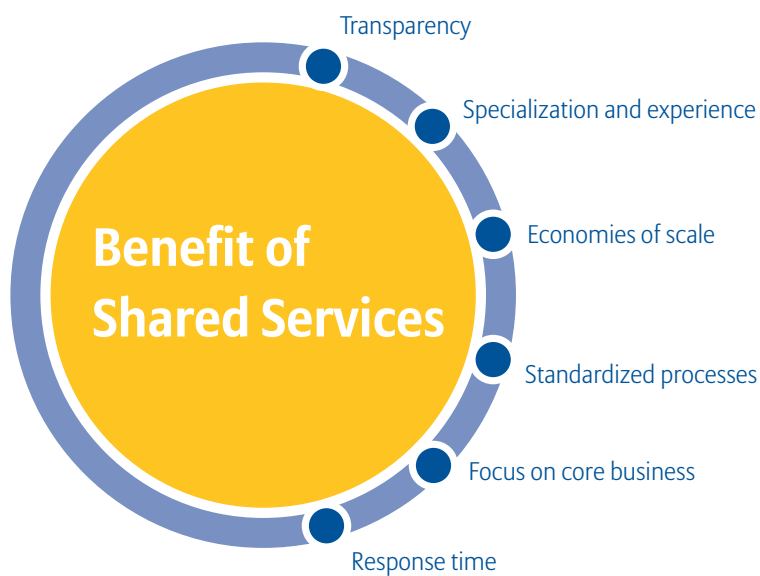 Transparency
Specialization and experience
Economies of scale
Benefit of
Shared Services
Standardized processes
Focus on core business
Response time